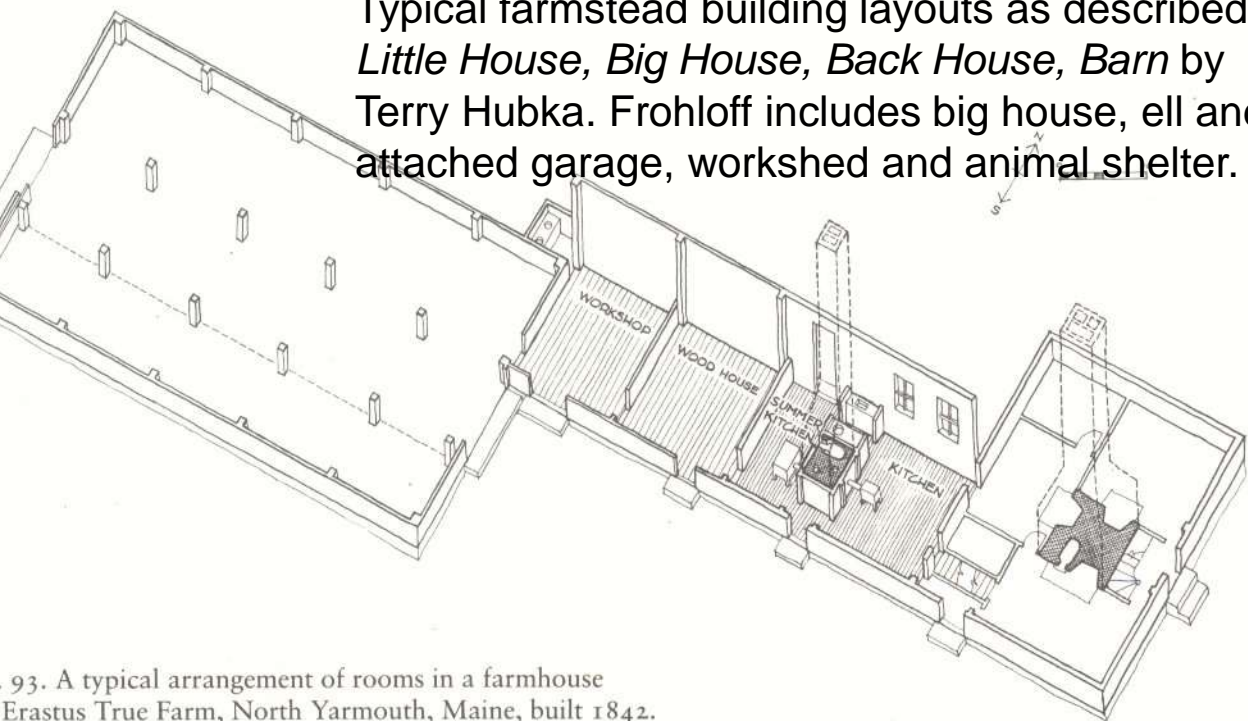 Typical farmstead building layouts as described
Little House, Big House, Back House, Barn by
Terry Hubka. Frohloff includes big house, ell and
attached garage, workshed and animal shelter.
N
S
WORKSHOP
WOOD HOUSE
SUMMER
KITCHEN
KITCHEN
. 93. A typical arrangement of rooms in a farmhouse
Erastus True Farm, North Yarmouth, Maine, built 1842.